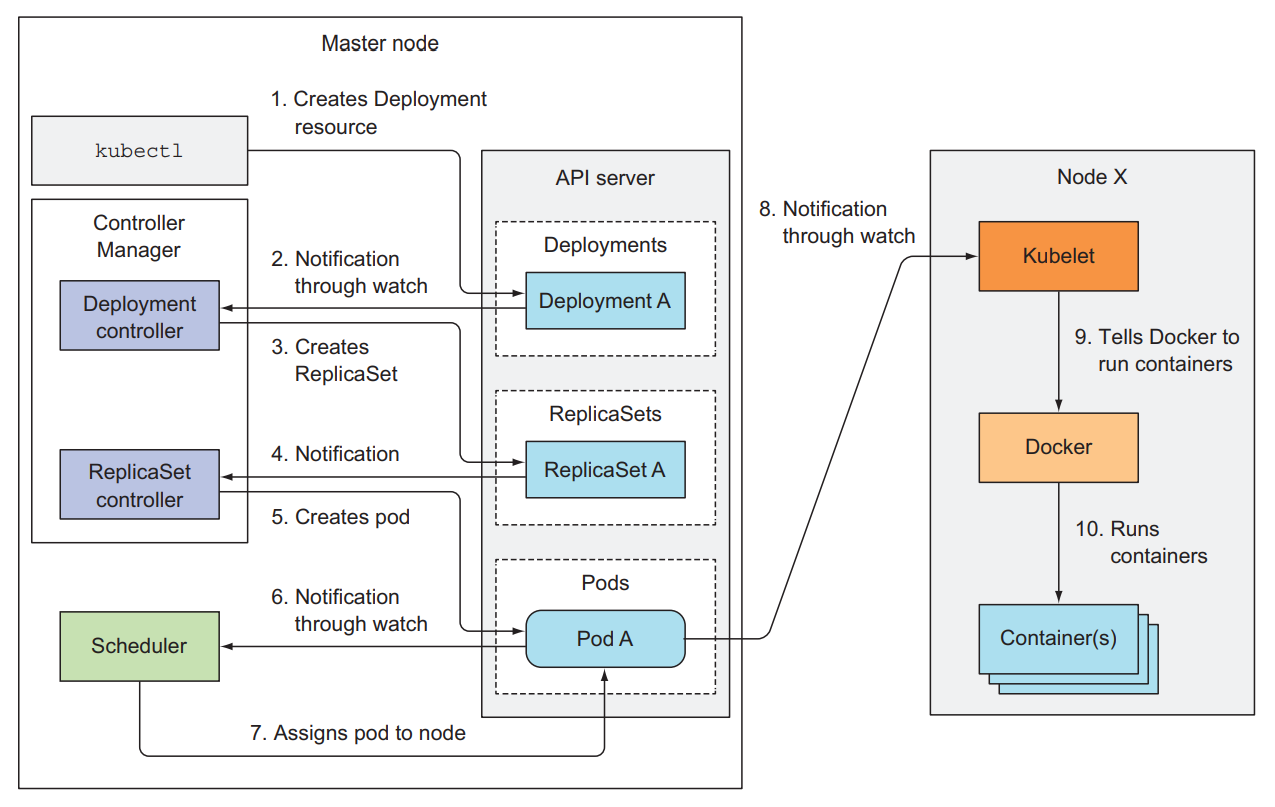 Master node
1. Creates Deployment
resource
kubectl
API server
Node X
Controller
Manager
8. Notification
through watch
Deployments
Kubelet
2. Notification
through watch
Deployment A
Deployment
controller
3. Creates
ReplicaSet
9. Tells Docker to
run containers
ReplicaSets
Docker
4. Notification
ReplicaSet A
ReplicaSet
controller
5. Creates pod
10. Runs
containers
Pods
6. Notification
through watch
Pod A
Container(s)
Scheduler
7. Assigns pod to node